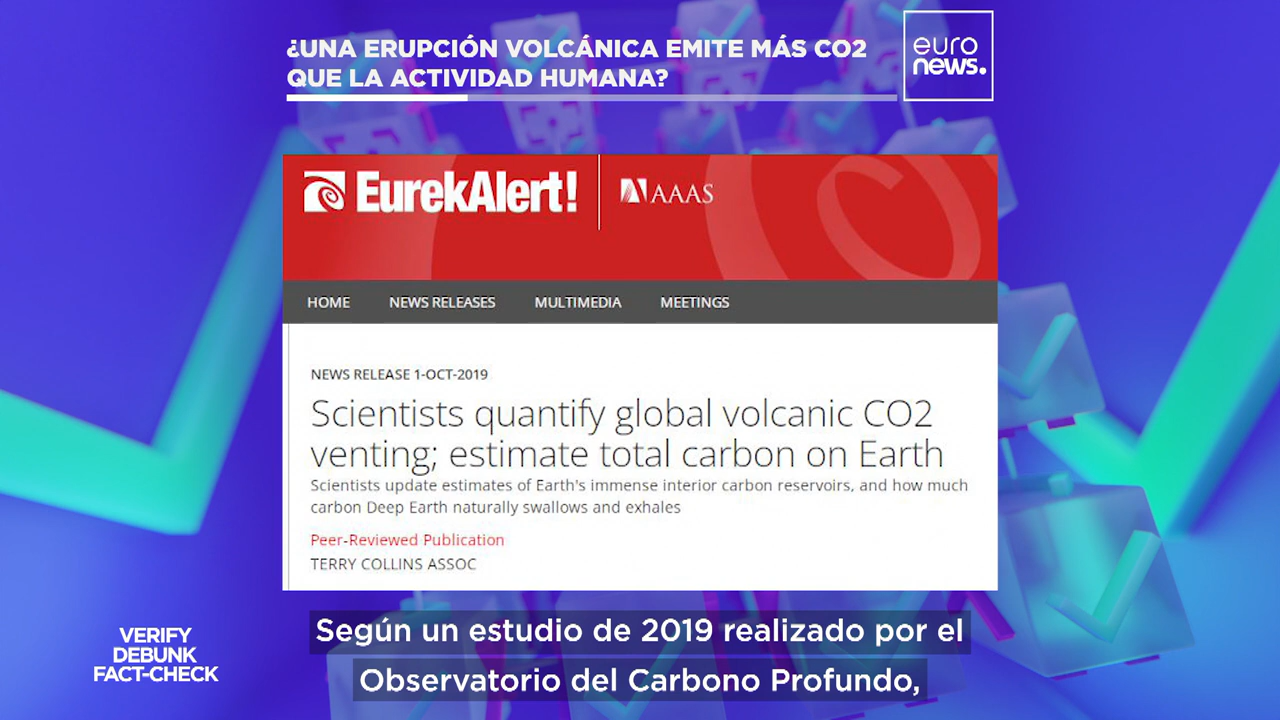 ¿UNA ERUPCIÓN VOLCÁNICA EMITE MÁS CO2
QUE LA ACTIVIDAD HUMANA?
euro
news.
EurekAlert!
AAAS
HOME NEWS RELEASES MULTIMEDIA MEETINGS
NEWS RELEASE 1-OCT-2019
Scientists quantify global volcanic CO2
venting; estimate total carbon on Earth
Scientists update estimates of Earth's immense interior carbon reservoirs, and how much
carbon Deep Earth naturally swallows and exhales
Peer-Reviewed Publication
TERRY COLLINS ASSOC
VERIFY
DEBUNK
FACT-CHECK
Según un estudio de 2019 realizado por el
Observatorio del Carbono Profundo,